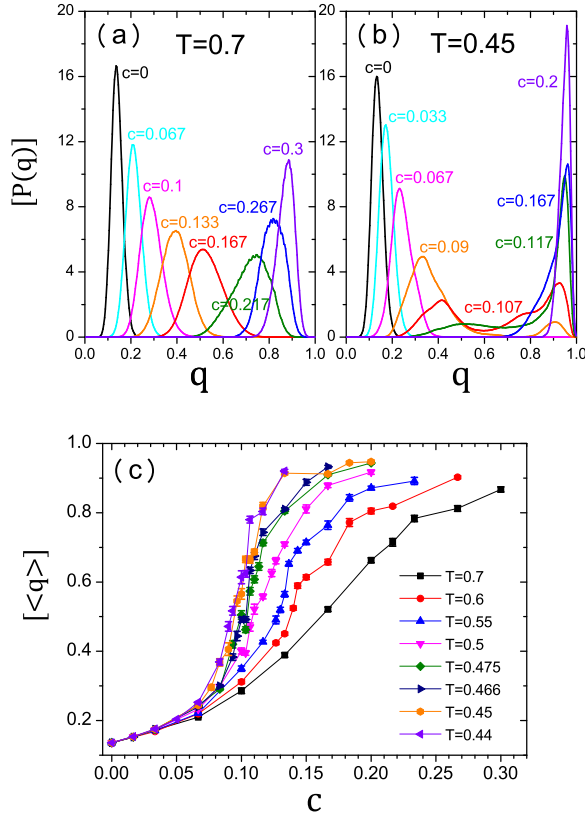 (a)
T=0.7
c=0
c=0.067
c=0.1
c=0.133
c=0.167
c=0.217
c=0.267
c=0.3
[P(q)]
20
16
12
8
4
0
0.0 0.2 0.4 0.6 0.8 1.0
q
(b)
T=0.45
c=0
c=0.033
c=0.067
c=0.09
c=0.107
c=0.117
c=0.167
c=0.2
0.0 0.2 0.4 0.6 0.8 1.0
q
(c)
[<q>]
1.0
0.8
0.6
0.4
0.2
T=0.7
T=0.6
T=0.55
T=0.5
T=0.475
T=0.466
T=0.45
T=0.44
0.00 0.05 0.10 0.15 0.20 0.25 0.30
c